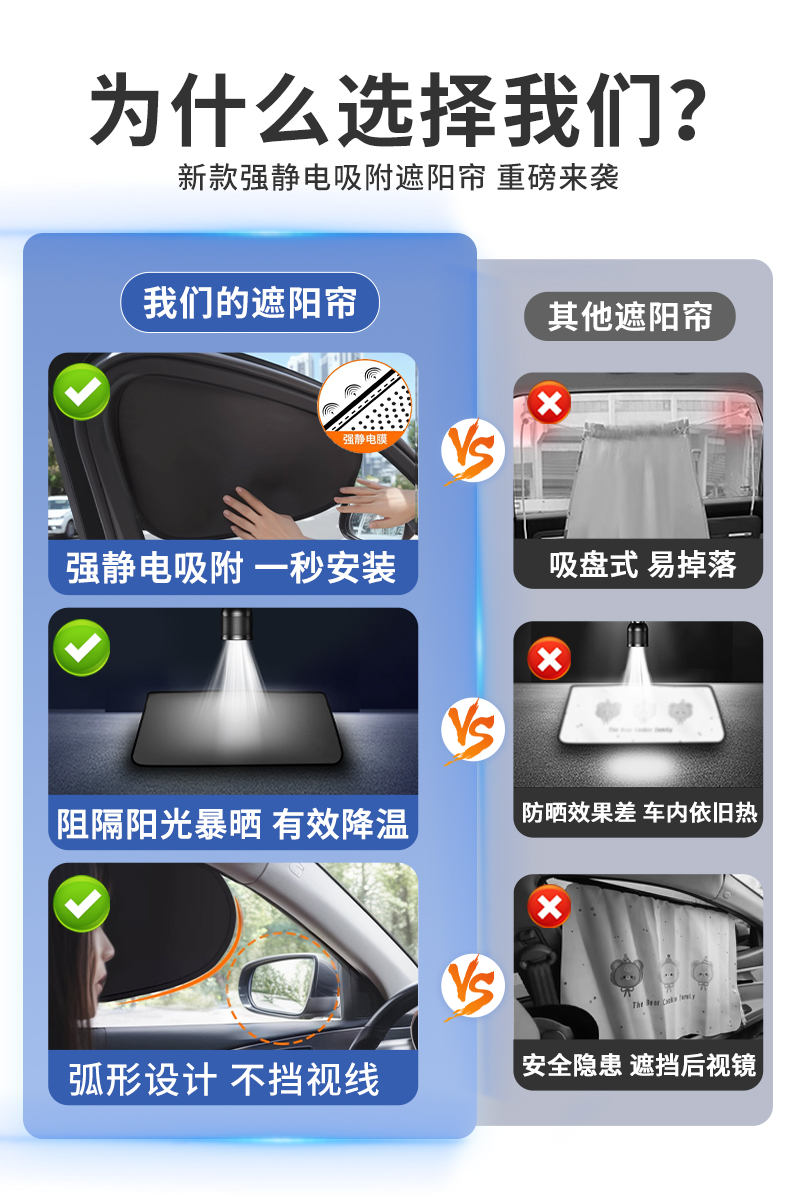 为什么选择我们?
新款强静电吸附遮阳帘 重磅来袭
我们的遮阳帘
其他遮阳帘
强静电膜
VS
强静电吸附 一秒安装
吸盘式 易掉落
The Bear Cookie Family
VS
阻隔阳光暴晒 有效降温
防晒效果差 车内依旧热
The Bear Cookie Family
VS
弧形设计 不挡视线
安全隐患 遮挡后视镜